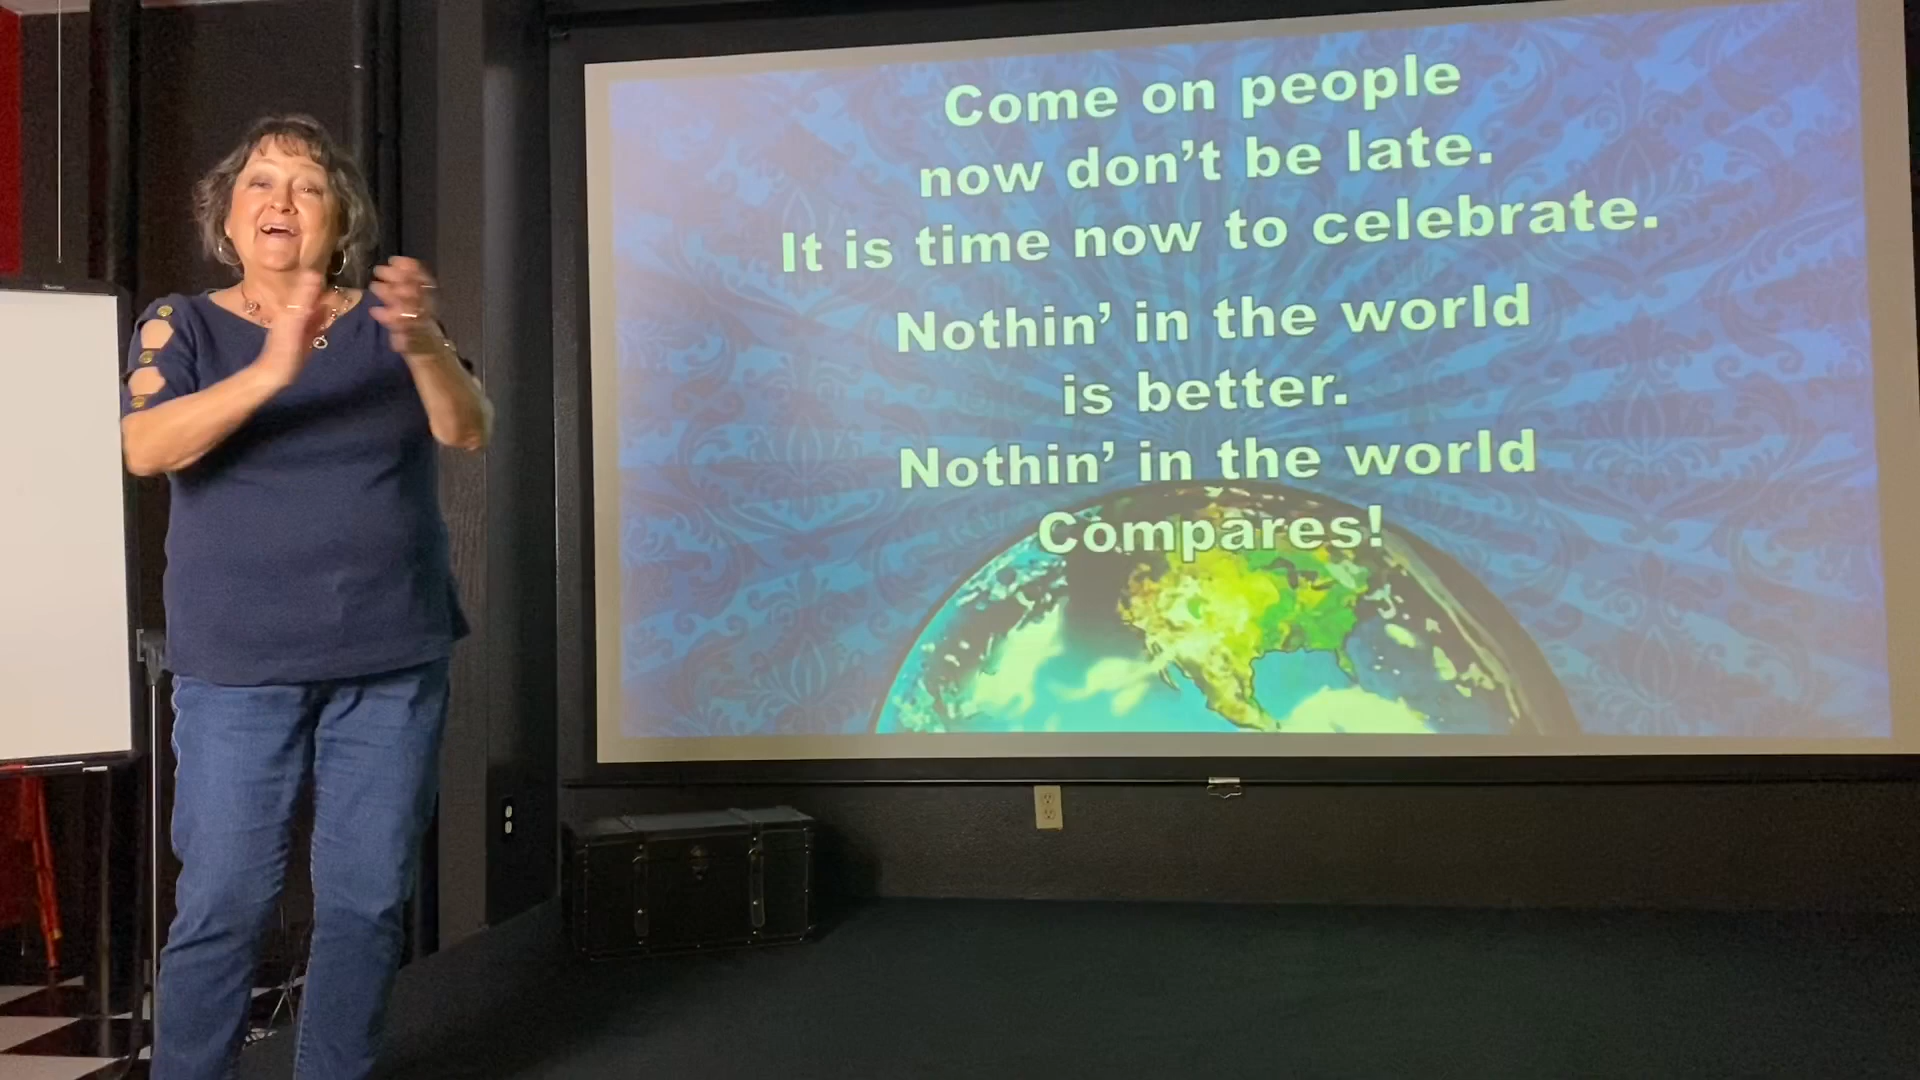 Come on people
now don't be late.
It is time now to celebrate.
Nothin' in the world
is better.
Nothin' in the world
Compares!